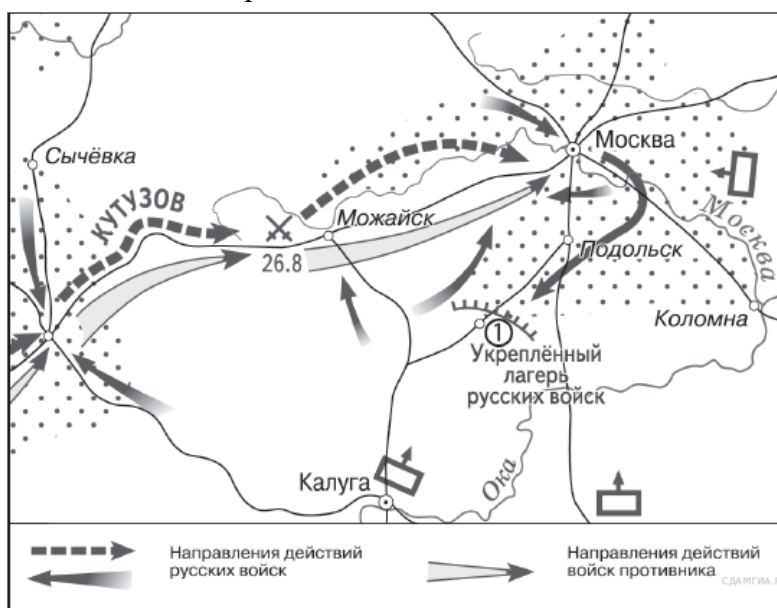 Москва
Сычёвка
КУТУЗОВ
Можайск
26.8
Москва
Подольск
Коломна
1
Укреплённый
лагерь
русских войск
Калуга
Ока
Направления действий
русских войск
Направления действий
войск противника
СДАМГИА.